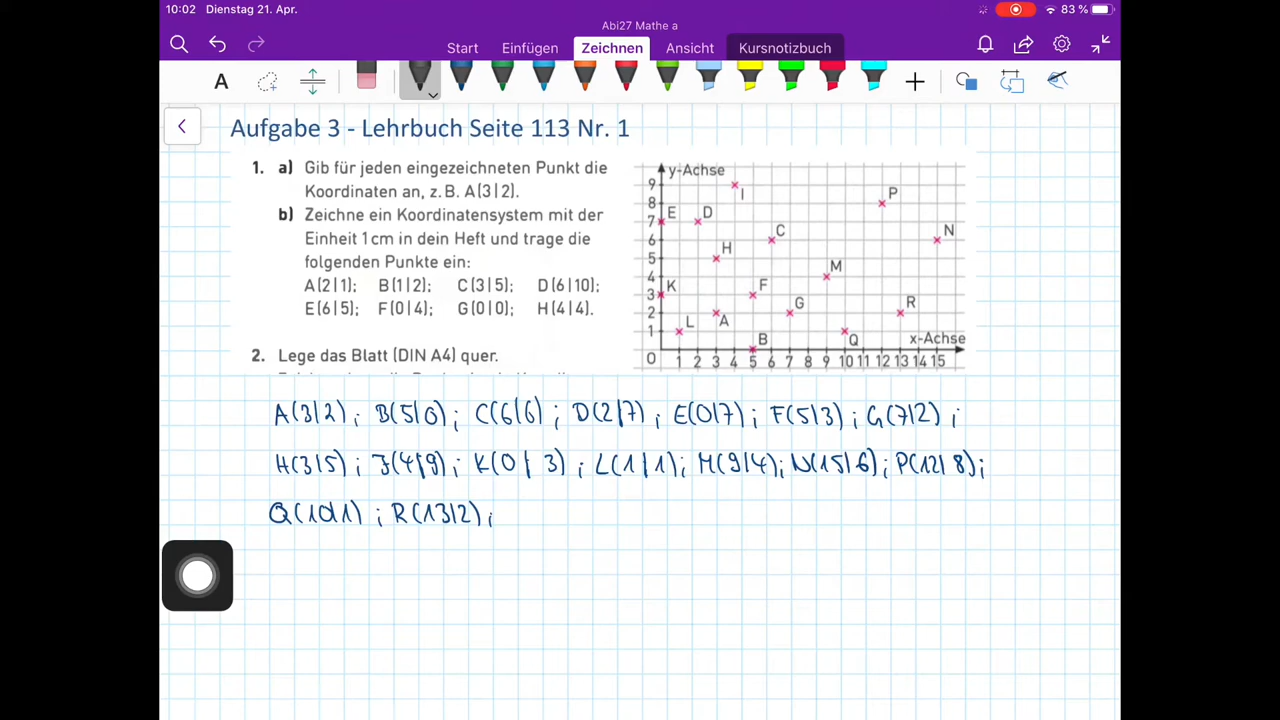 10:02 Dienstag 21. Apr. 83 %
Abi27 Mathe a
Start Einfügen Zeichnen Ansicht Kursnotizbuch
A
Aufgabe 3 - Lehrbuch Seite 113 Nr. 1
1. a) Gib für jeden eingezeichneten Punkt die
Koordinaten an, z. B. A(3|2).
b) Zeichne ein Koordinatensystem mit der
Einheit 1 cm in dein Heft und trage die
folgenden Punkte ein:
A(2|1); B(1|2); C(3|5); D(6|10);
E(6|5); F(0|4); G(0|0); H(4|4).
2. Lege das Blatt (DIN A4) quer.
y-Achse
9 I
8 P
7 E D
6 C N
5 H
4 M
3 K F
2 A G R
1 L B Q x-Achse
0 1 2 3 4 5 6 7 8 9 10 11 12 13 14 15
A(3|2); B(5|0); C(6|6); D(2|7); E(0|7); F(5|3); G(7|2);
H(3|5); I(4|9); K(0|3); L(1|1); M(9|4); N(15|6); P(12|8);
Q(10|1); R(13|2);